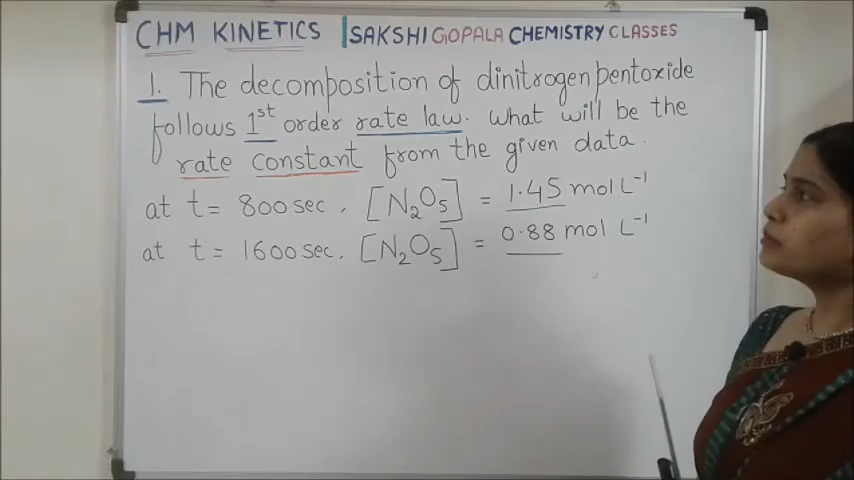 CHM KINETICS | SAKSHI GOPALA CHEMISTRY CLASSES
1. The decomposition of dinitrogen pentoxide
follows 1st order rate law. What will be the
rate constant from the given data.
at t = 800 sec, [N₂O₅] = 1.45 mol L⁻¹
at t = 1600 sec, [N₂O₅] = 0.88 mol L⁻¹